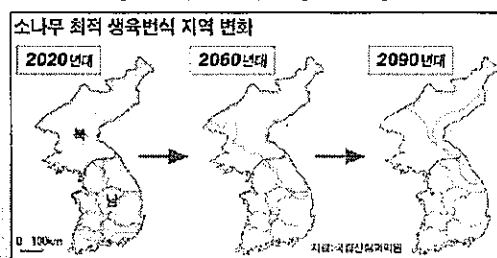 소나무 최적 생육번식 지역 변화
2020년대
2060년대
2090년대
북
남
0 100km
자료:국립산림과학원